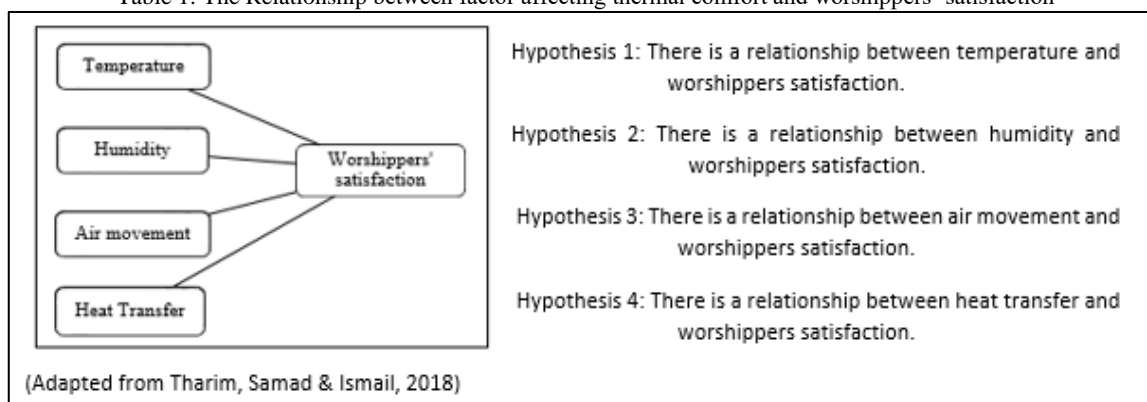 Table 1: The Relationship between factor affecting thermal comfort and worshippers' satisfaction
Temperature
Humidity
Air movement
Heat Transfer
Worshippers'
satisfaction
(Adapted from Tharim, Samad & Ismail, 2018)
Hypothesis 1: There is a relationship between temperature and
worshippers satisfaction.
Hypothesis 2: There is a relationship between humidity and
worshippers satisfaction.
Hypothesis 3: There is a relationship between air movement and
worshippers satisfaction.
Hypothesis 4: There is a relationship between heat transfer and
worshippers satisfaction.